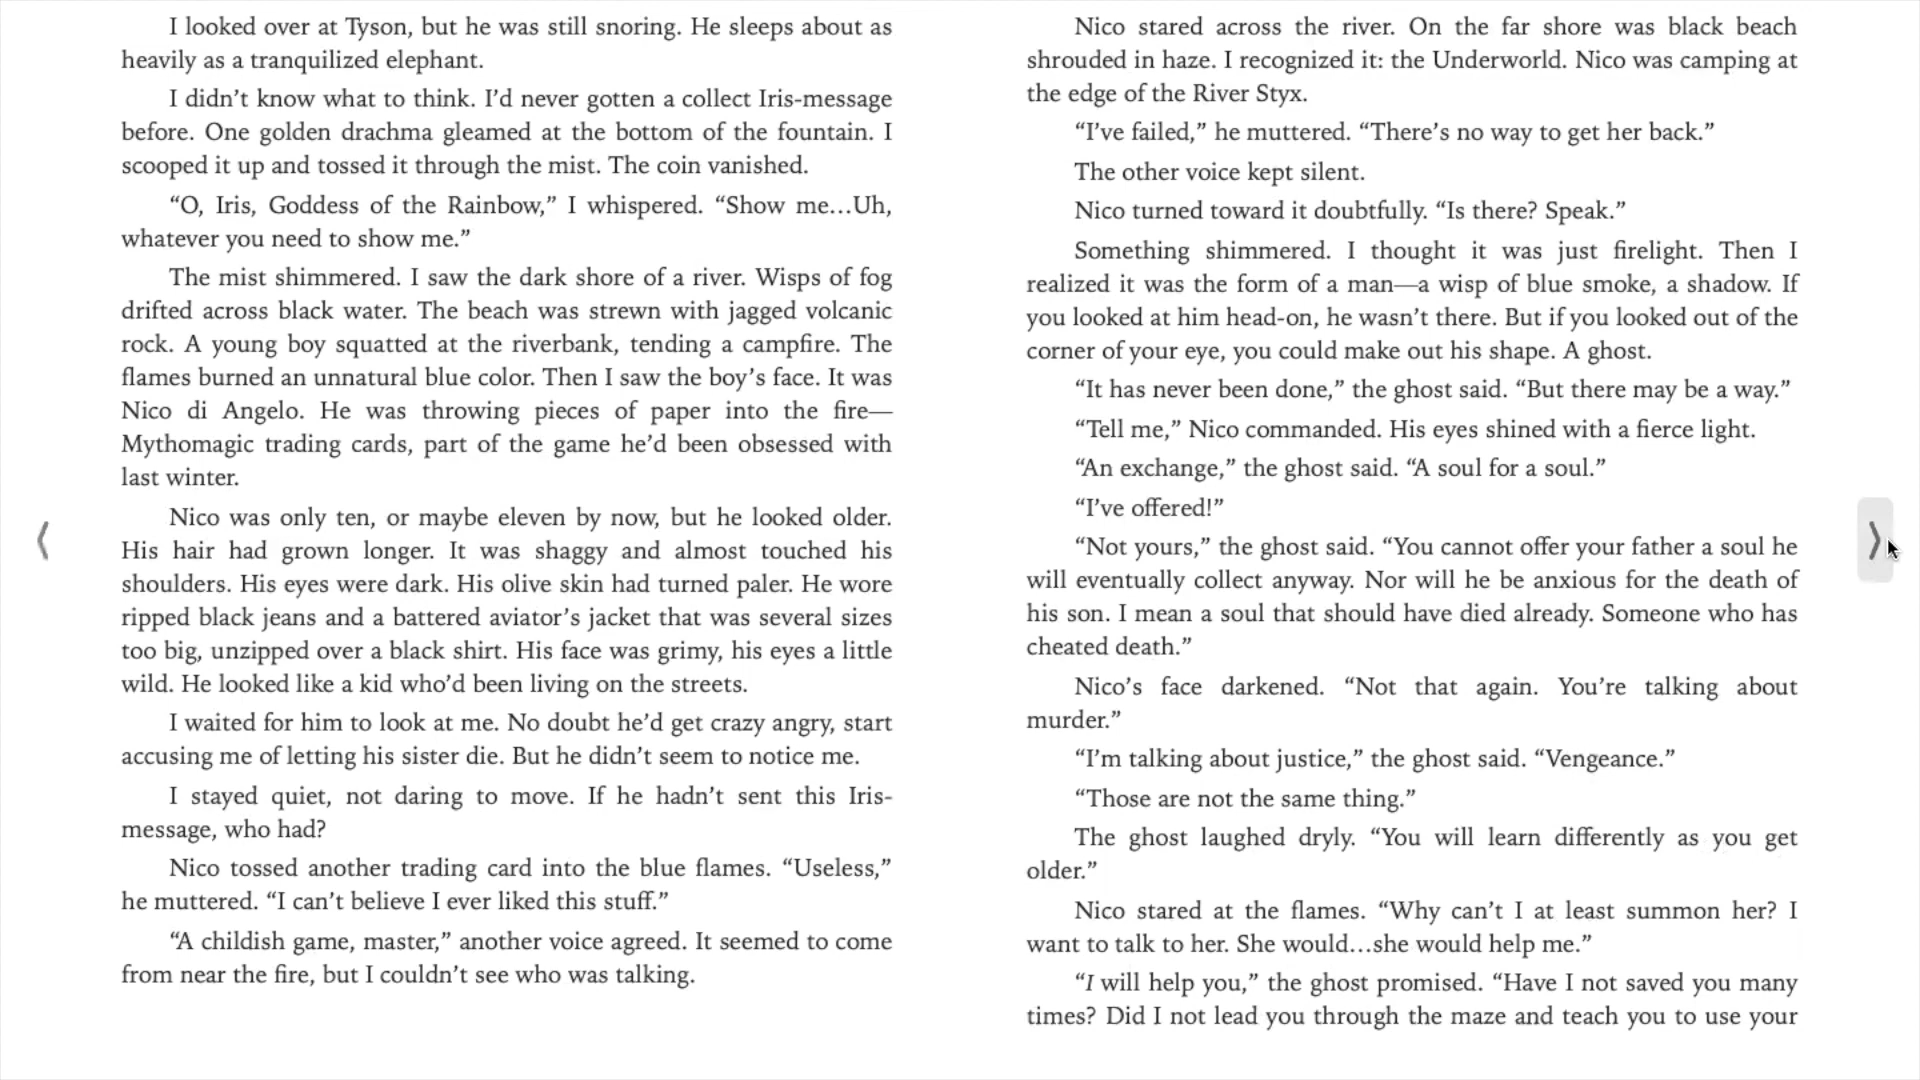 I looked over at Tyson, but he was still snoring. He sleeps about as
heavily as a tranquilized elephant.
I didn’t know what to think. I’d never gotten a collect Iris-message
before. One golden drachma gleamed at the bottom of the fountain. I
scooped it up and tossed it through the mist. The coin vanished.
“O, Iris, Goddess of the Rainbow,” I whispered. “Show me…Uh,
whatever you need to show me.”
The mist shimmered. I saw the dark shore of a river. Wisps of fog
drifted across black water. The beach was strewn with jagged volcanic
rock. A young boy squatted at the riverbank, tending a campfire. The
flames burned an unnatural blue color. Then I saw the boy’s face. It was
Nico di Angelo. He was throwing pieces of paper into the fire—
Mythomagic trading cards, part of the game he’d been obsessed with
last winter.
Nico was only ten, or maybe eleven by now, but he looked older.
His hair had grown longer. It was shaggy and almost touched his
shoulders. His eyes were dark. His olive skin had turned paler. He wore
ripped black jeans and a battered aviator’s jacket that was several sizes
too big, unzipped over a black shirt. His face was grimy, his eyes a little
wild. He looked like a kid who’d been living on the streets.
I waited for him to look at me. No doubt he’d get crazy angry, start
accusing me of letting his sister die. But he didn’t seem to notice me.
I stayed quiet, not daring to move. If he hadn’t sent this Iris-
message, who had?
Nico tossed another trading card into the blue flames. “Useless,”
he muttered. “I can’t believe I ever liked this stuff.”
“A childish game, master,” another voice agreed. It seemed to come
from near the fire, but I couldn’t see who was talking.
Nico stared across the river. On the far shore was black beach
shrouded in haze. I recognized it: the Underworld. Nico was camping at
the edge of the River Styx.
“I’ve failed,” he muttered. “There’s no way to get her back.”
The other voice kept silent.
Nico turned toward it doubtfully. “Is there? Speak.”
Something shimmered. I thought it was just firelight. Then I
realized it was the form of a man—a wisp of blue smoke, a shadow. If
you looked at him head-on, he wasn’t there. But if you looked out of the
corner of your eye, you could make out his shape. A ghost.
“It has never been done,” the ghost said. “But there may be a way.”
“Tell me,” Nico commanded. His eyes shined with a fierce light.
“An exchange,” the ghost said. “A soul for a soul.”
“I’ve offered!”
“Not yours,” the ghost said. “You cannot offer your father a soul he
will eventually collect anyway. Nor will he be anxious for the death of
his son. I mean a soul that should have died already. Someone who has
cheated death.”
Nico’s face darkened. “Not that again. You’re talking about
murder.”
“I’m talking about justice,” the ghost said. “Vengeance.”
“Those are not the same thing.”
The ghost laughed dryly. “You will learn differently as you get
older.”
Nico stared at the flames. “Why can’t I at least summon her? I
want to talk to her. She would…she would help me.”
“I will help you,” the ghost promised. “Have I not saved you many
times? Did I not lead you through the maze and teach you to use your